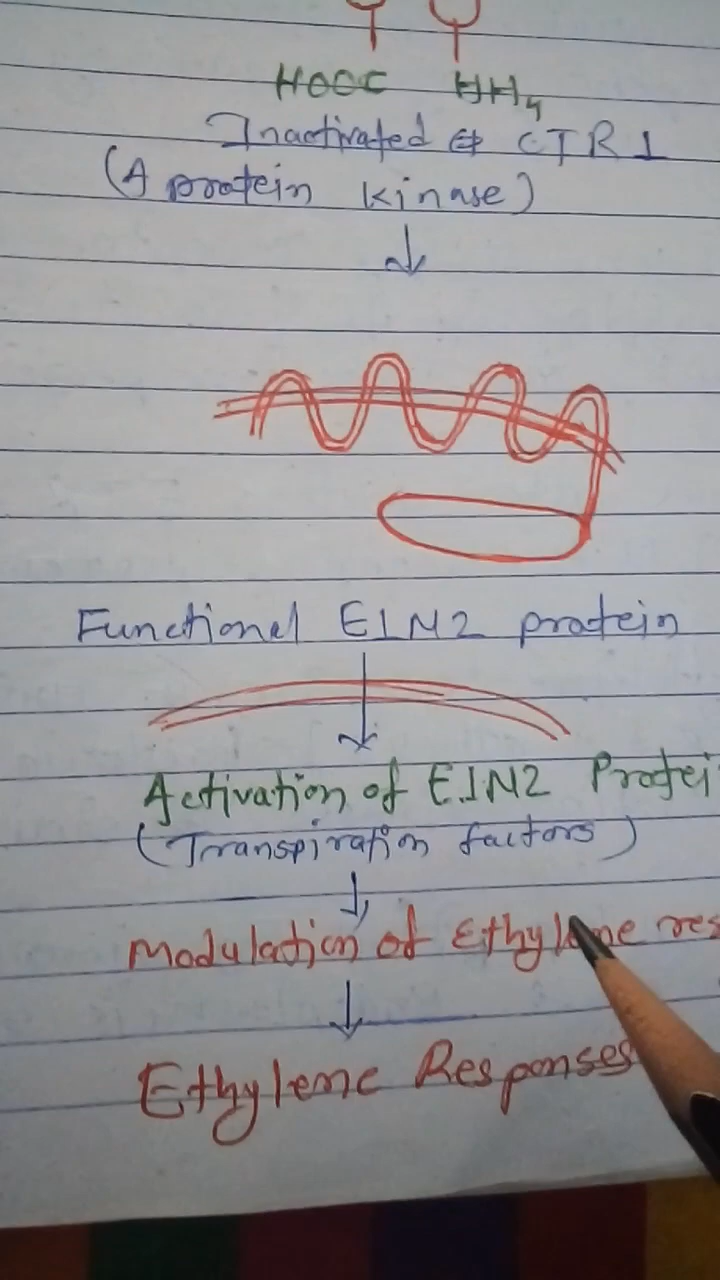 HOOC HH4
Inactivated CTR1
(A protein kinase)
Functional EIN2 protein
Activation of EIN2 Protei
(Transpiration factors)
Modulation of Ethylene res
Ethylene Responses